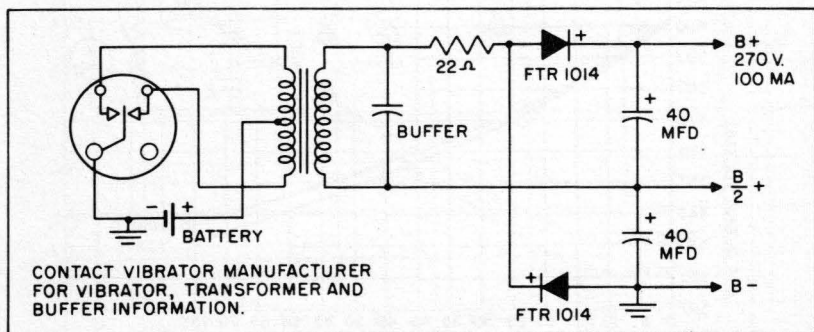 B+
270 V.
100 MA
22 Ω
+
FTR 1014
+
40
MFD
BUFFER
B/2 +
- +
BATTERY
+
40
MFD
+
FTR 1014
B-
CONTACT VIBRATOR MANUFACTURER
FOR VIBRATOR, TRANSFORMER AND
BUFFER INFORMATION.